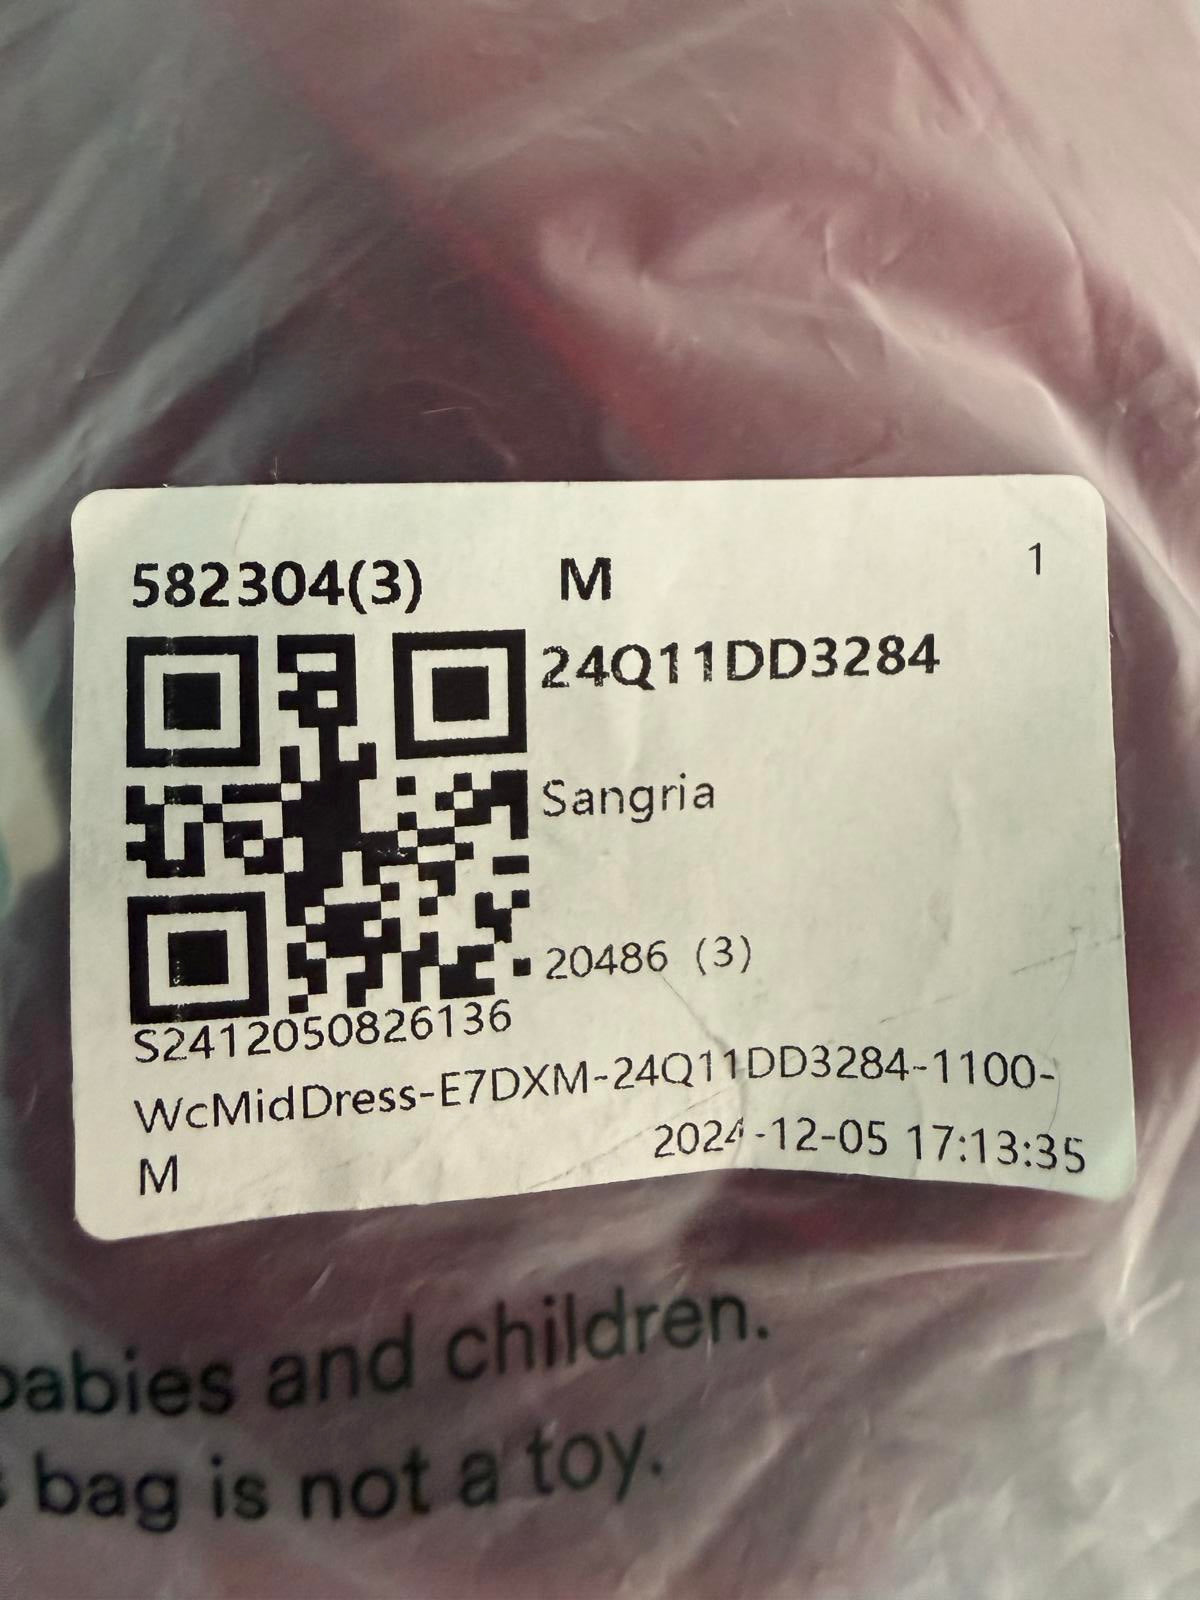 582304(3) M 1
24Q11DD3284
Sangria
20486 (3)
S2412050826136
WcMidDress-E7DXM-24Q11DD3284-1100-
M 2024-12-05 17:13:35
babies and children.
bag is not a toy.